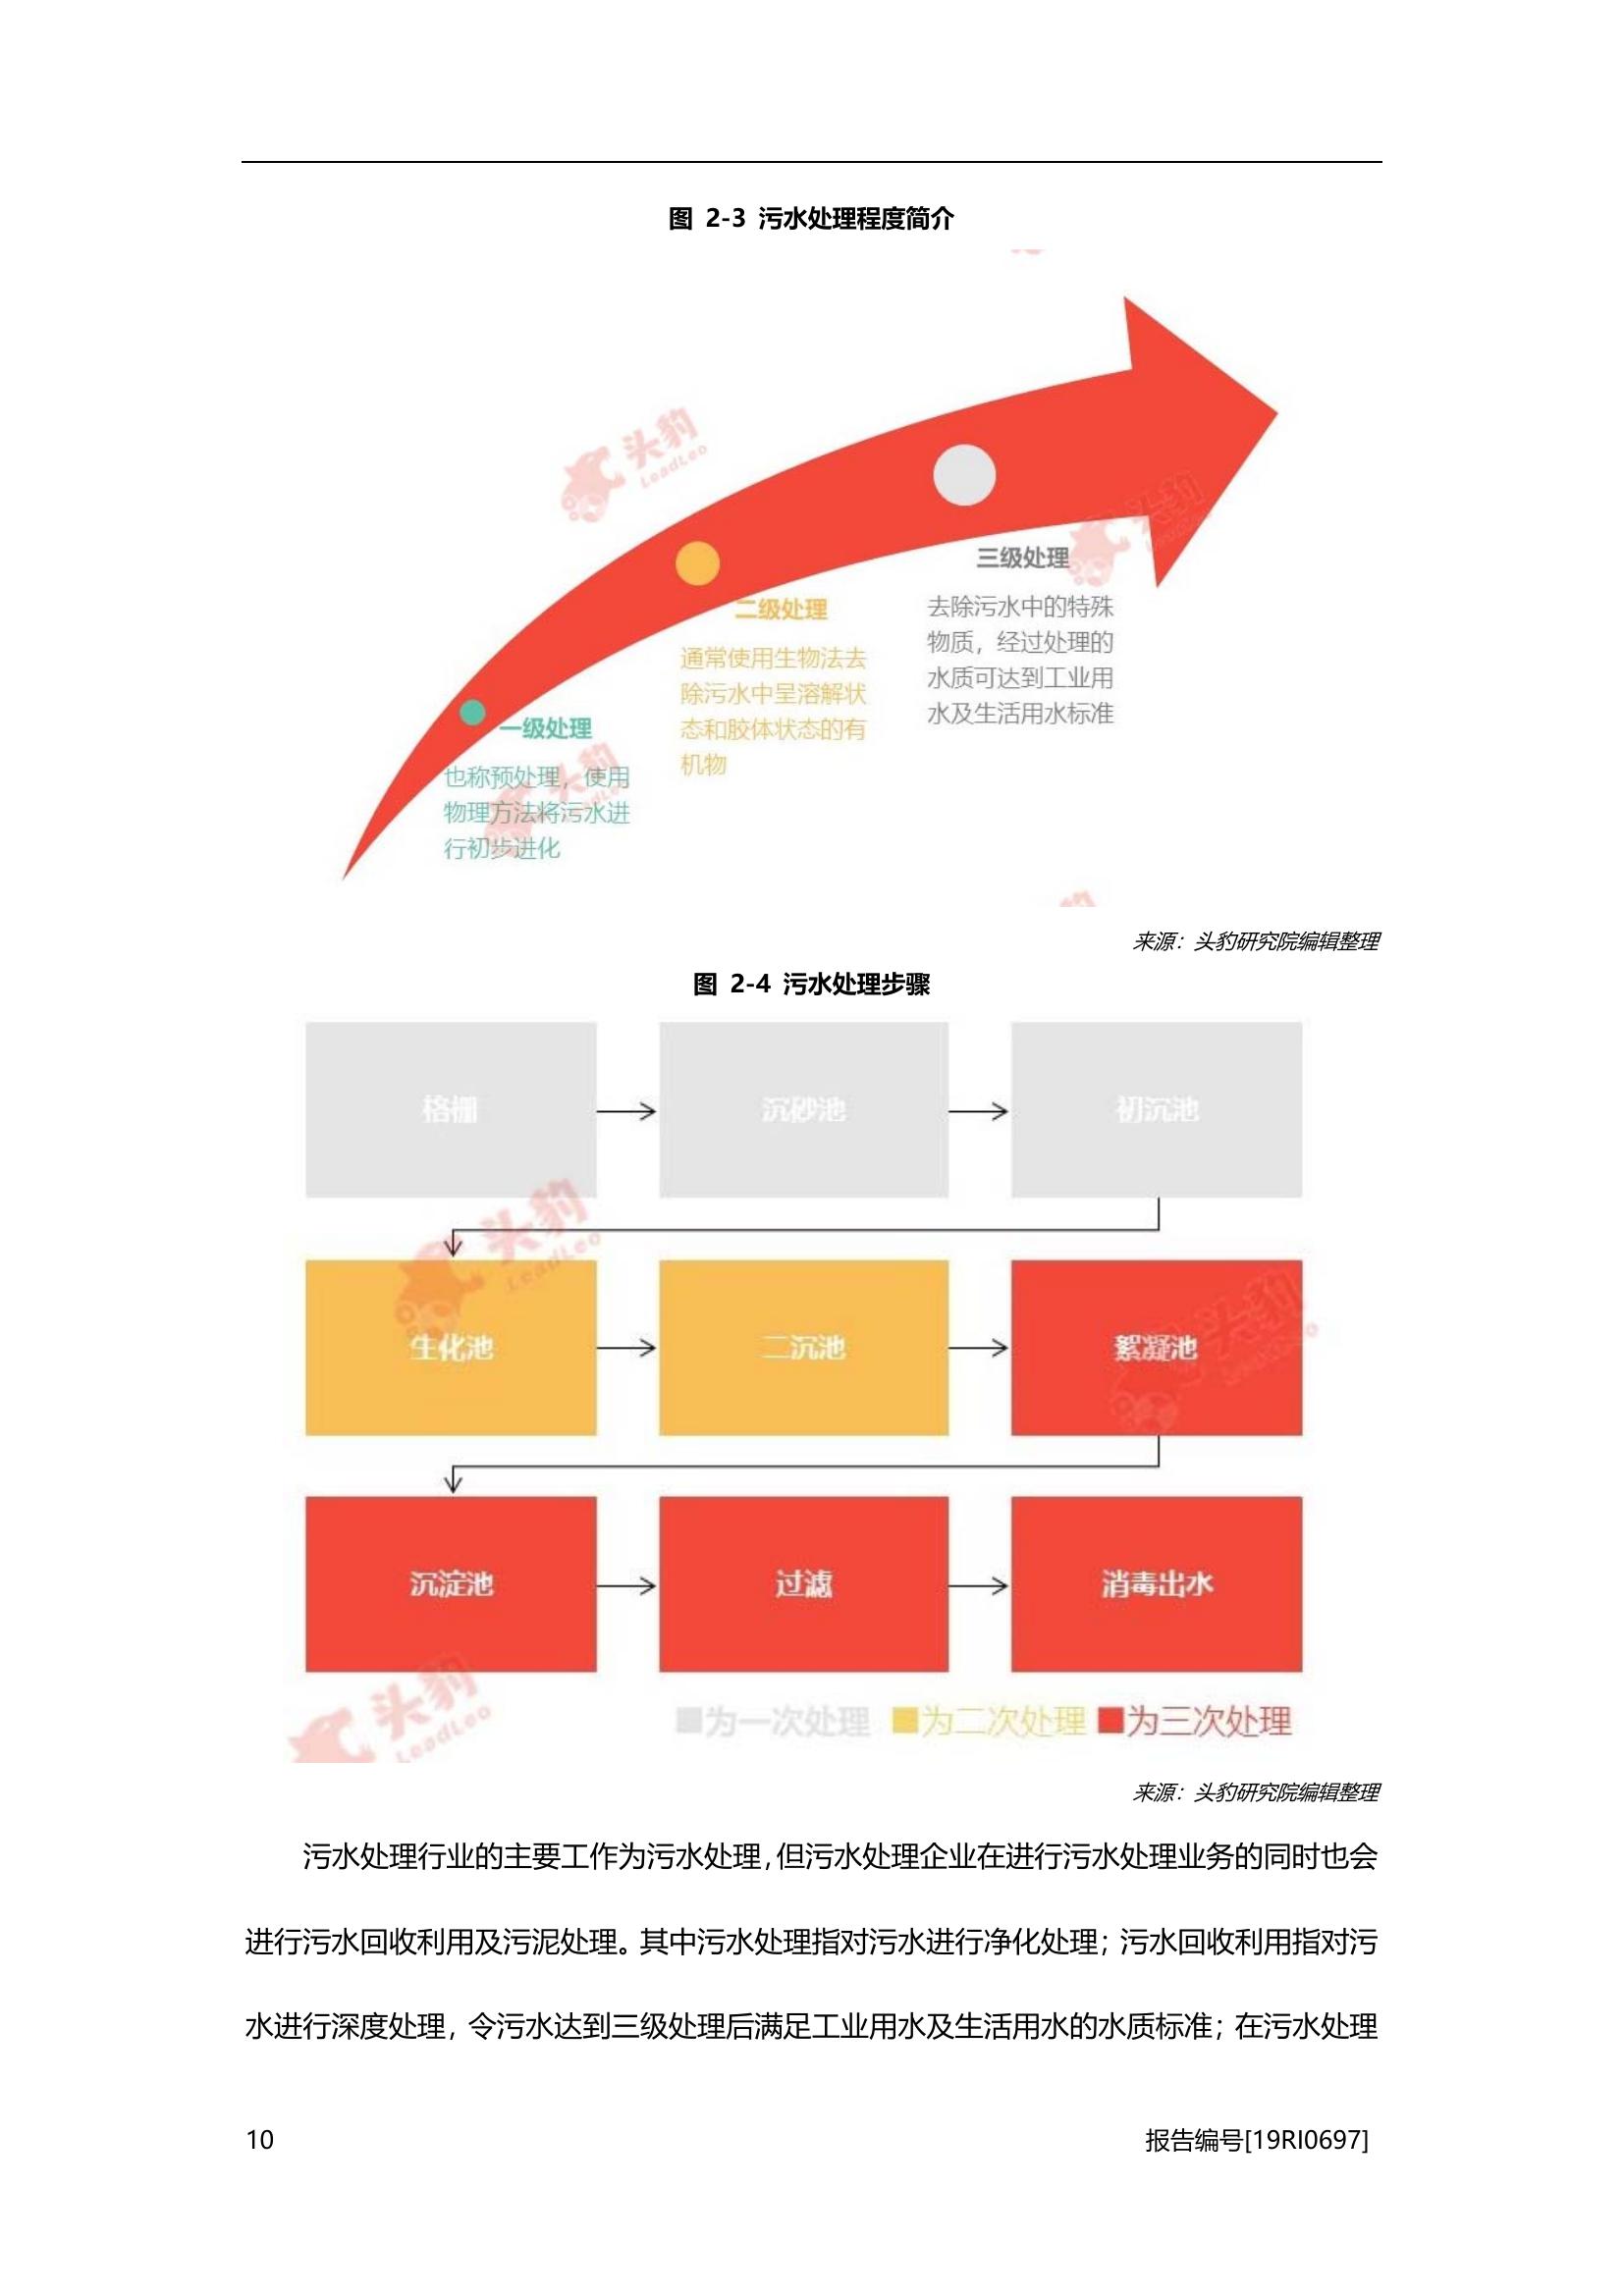 图 2-3 污水处理程度简介
头豹
LeadLeo
三级处理
去除污水中的特殊
物质，经过处理的
水质可达到工业用
水及生活用水标准
二级处理
通常使用生物法去
除污水中呈溶解状
态和胶体状态的有
机物
一级处理
也称预处理，使用
物理方法将污水进
行初步进化
来源：头豹研究院编辑整理
图 2-4 污水处理步骤
格栅
沉砂池
初沉池
头豹
LeadLeo
生化池
二沉池
絮凝池
沉淀池
过滤
消毒出水
头豹
LeadLeo
■为一次处理 ■为二次处理 ■为三次处理
来源：头豹研究院编辑整理
污水处理行业的主要工作为污水处理，但污水处理企业在进行污水处理业务的同时也会
进行污水回收利用及污泥处理。其中污水处理指对污水进行净化处理；污水回收利用指对污
水进行深度处理，令污水达到三级处理后满足工业用水及生活用水的水质标准；在污水处理
10
报告编号[19RI0697]